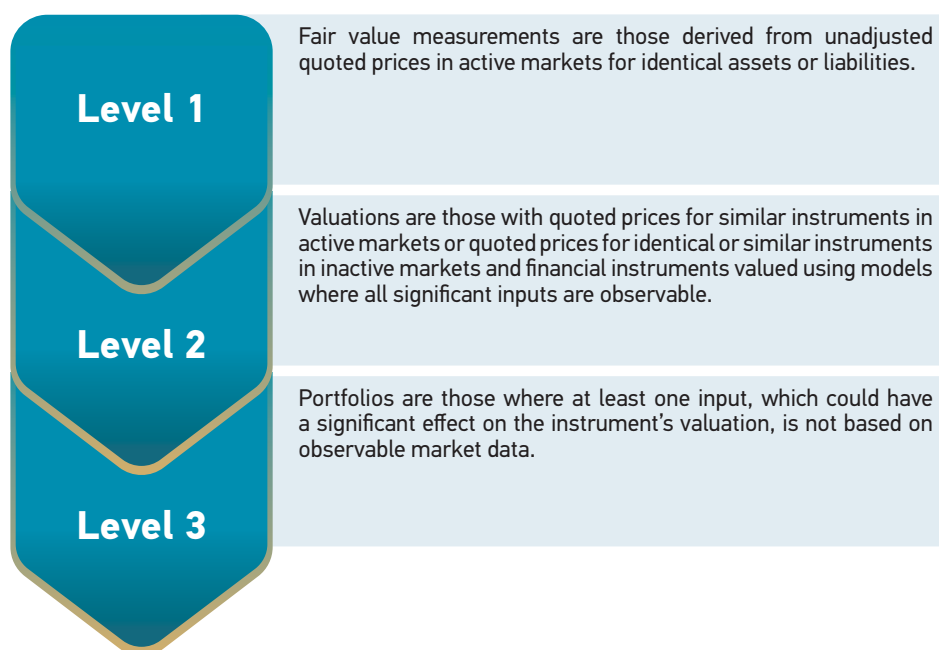 Level 1
Fair value measurements are those derived from unadjusted
quoted prices in active markets for identical assets or liabilities.
Level 2
Valuations are those with quoted prices for similar instruments in
active markets or quoted prices for identical or similar instruments
in inactive markets and financial instruments valued using models
where all significant inputs are observable.
Level 3
Portfolios are those where at least one input, which could have
a significant effect on the instrument's valuation, is not based on
observable market data.